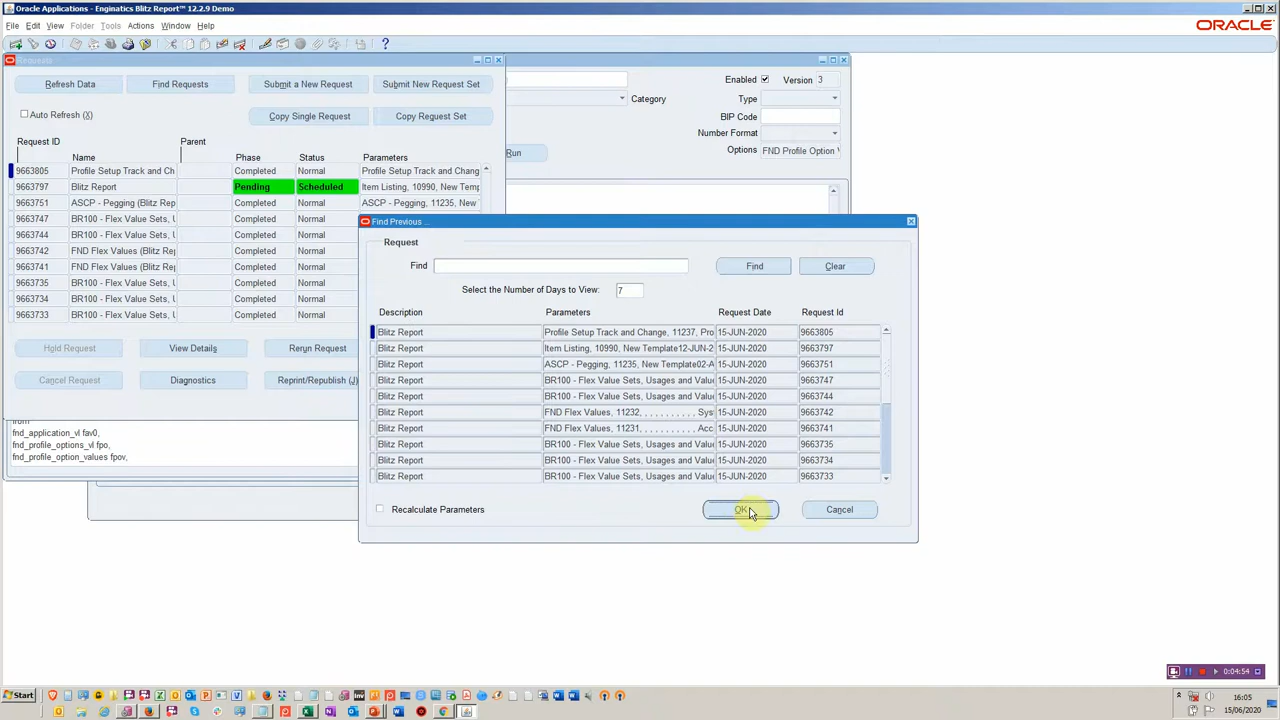 Oracle Applications - Enginatics Blitz Report™ 12.2.9 Demo
File Edit View Folder Tools Actions Window Help
ORACLE
Requests
Refresh Data Find Requests Submit a New Request Submit New Request Set
Auto Refresh (X) Copy Single Request Copy Request Set
Request ID Parent
Name Phase Status Parameters
9663805 Profile Setup Track and Ch Completed Normal Profile Setup Track and Chang
9663797 Blitz Report Pending Scheduled Item Listing, 10990, New Temp
9663751 ASCP - Pegging (Blitz Rep Completed Normal ASCP - Pegging, 11235, New
9663747 BR100 - Flex Value Sets, U Completed Normal
9663744 BR100 - Flex Value Sets, U Completed Normal
9663742 FND Flex Values (Blitz Rep Completed Normal
9663741 FND Flex Values (Blitz Rep Completed Normal
9663735 BR100 - Flex Value Sets, U Completed Normal
9663734 BR100 - Flex Value Sets, U Completed Normal
9663733 BR100 - Flex Value Sets, U Completed Normal
Hold Request View Details Rerun Request
Cancel Request Diagnostics Reprint/Republish (J)
Enabled Version 3
Category Type
BIP Code
Number Format
Run Options FND Profile Option V
from
fnd_application_vl fav0,
fnd_profile_options_vl fpo,
fnd_profile_option_values fpov,
Find Previous ...
Request
Find Find Clear
Select the Number of Days to View: 7
Description Parameters Request Date Request Id
Blitz Report Profile Setup Track and Change, 11237, Pro 15-JUN-2020 9663805
Blitz Report Item Listing, 10990, New Template12-JUN-2 15-JUN-2020 9663797
Blitz Report ASCP - Pegging, 11235, New Template02-A 15-JUN-2020 9663751
Blitz Report BR100 - Flex Value Sets, Usages and Value 15-JUN-2020 9663747
Blitz Report BR100 - Flex Value Sets, Usages and Value 15-JUN-2020 9663744
Blitz Report FND Flex Values, 11232, , , , , , , , , , Sys 15-JUN-2020 9663742
Blitz Report FND Flex Values, 11231, , , , , , , , , , Acc 15-JUN-2020 9663741
Blitz Report BR100 - Flex Value Sets, Usages and Value 15-JUN-2020 9663735
Blitz Report BR100 - Flex Value Sets, Usages and Value 15-JUN-2020 9663734
Blitz Report BR100 - Flex Value Sets, Usages and Value 15-JUN-2020 9663733
Recalculate Parameters OK Cancel
0:04:54
Start
16:05
15/06/2020